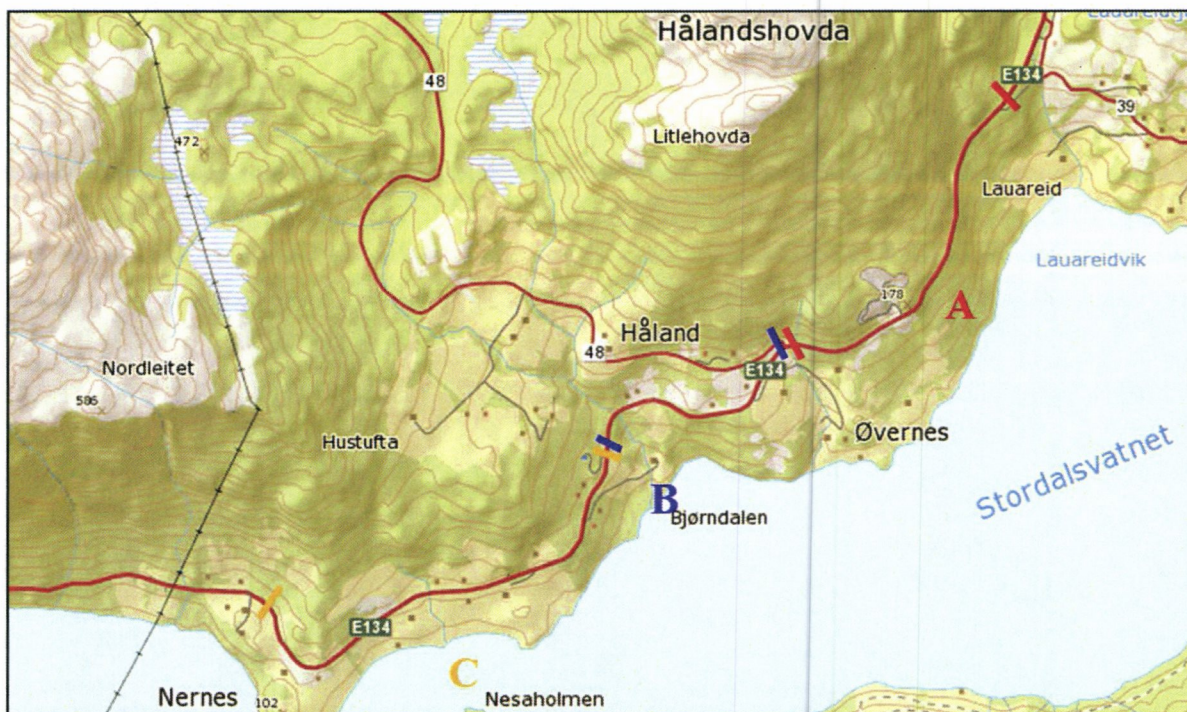 Hålandshovda
E134
48
39
Litlehovda
472
Lauareid
Lauareidvik
178
A
Håland
48
Nordleitet
E134
586
Hustufta
Øvernes
Stordalsvatnet
B
Bjørndalen
E134
C
Nernes
102
Nesaholmen